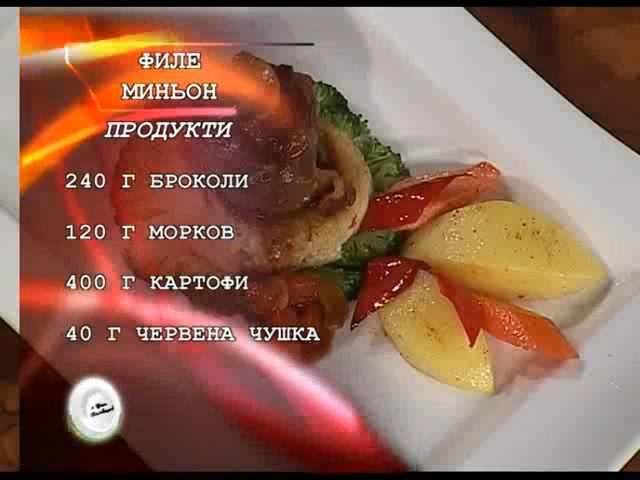 ФИЛЕ
МИНЬОН
ПРОДУКТИ
240 Г БРОКОЛИ
120 Г МОРКОВ
400 Г КАРТОФИ
40 Г ЧЕРВЕНА ЧУШКА